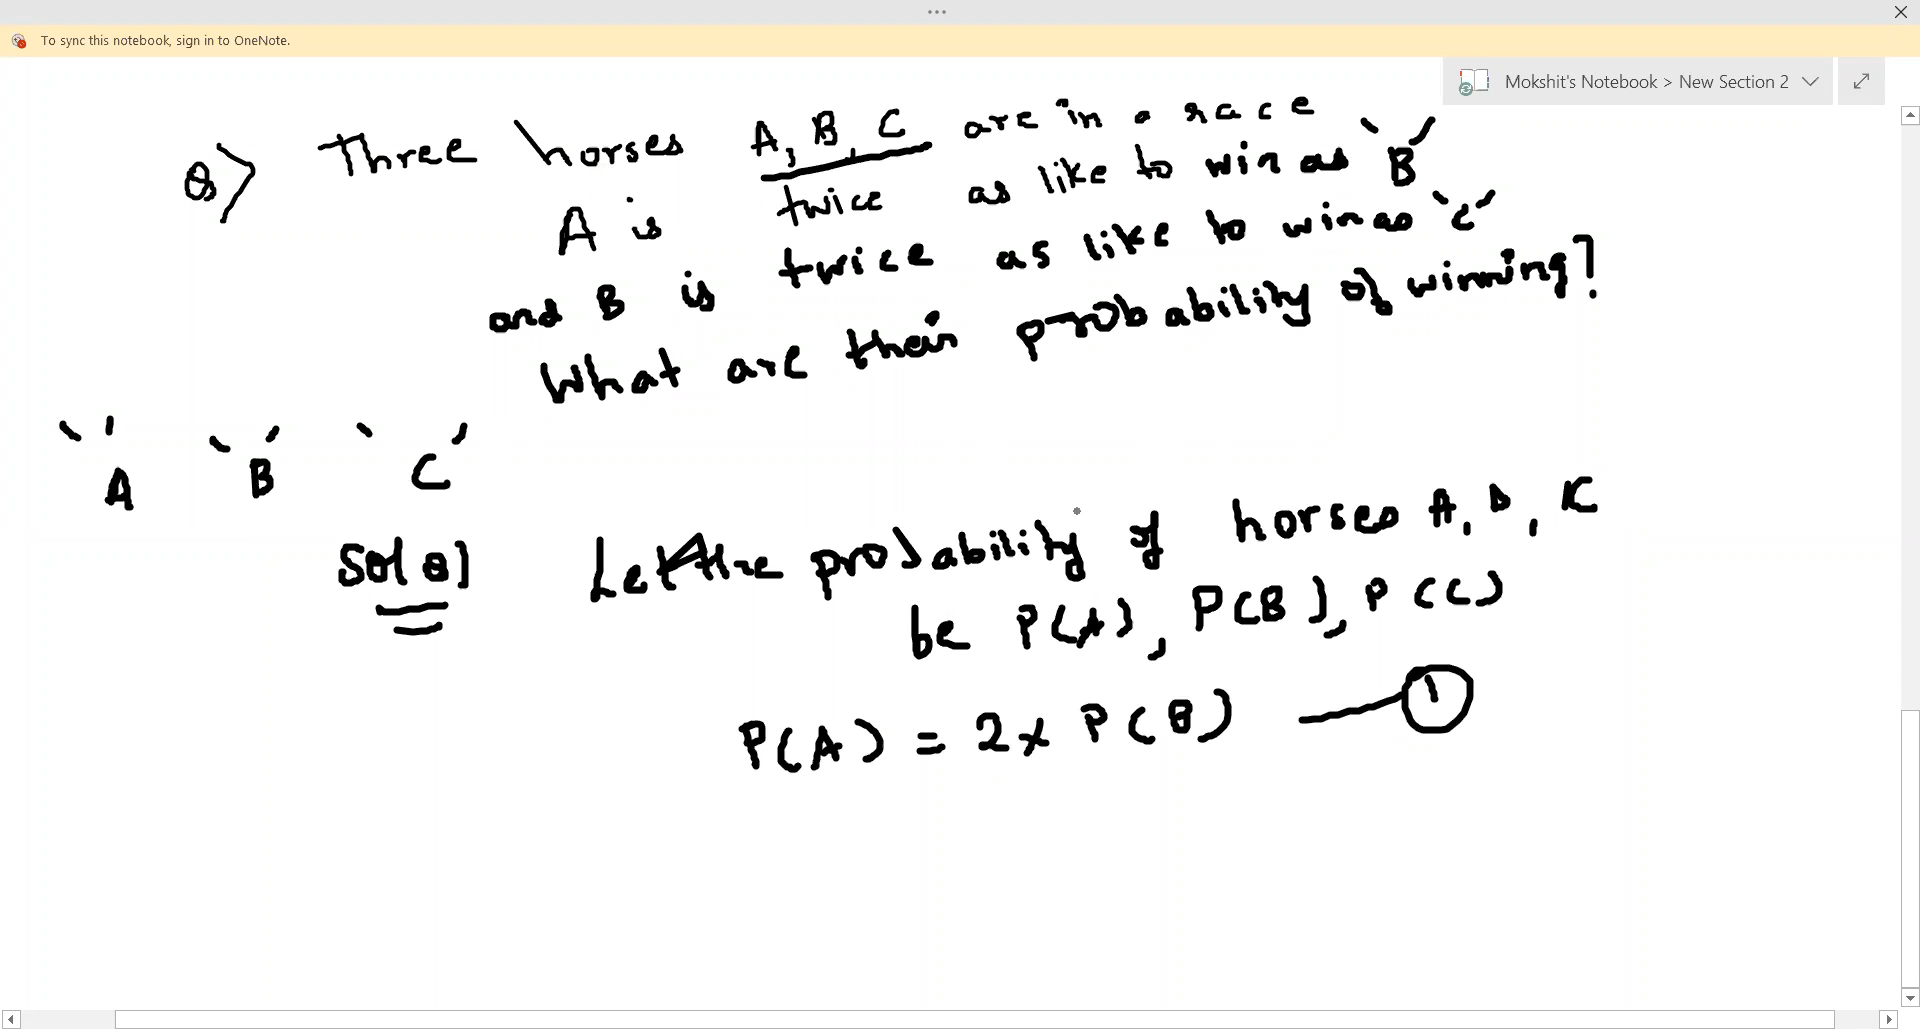 To sync this notebook, sign in to OneNote.
Mokshit's Notebook > New Section 2
Q) Three horses A, B, C are in a race
A is twice as like to win as 'B'
and B is twice as like to win as 'C'
What are their probability of winning?
'A' 'B' 'C'
Let the probability of horses A,
be P(A), P(B), P(C)
P(A) = 2 x P(B) — 1